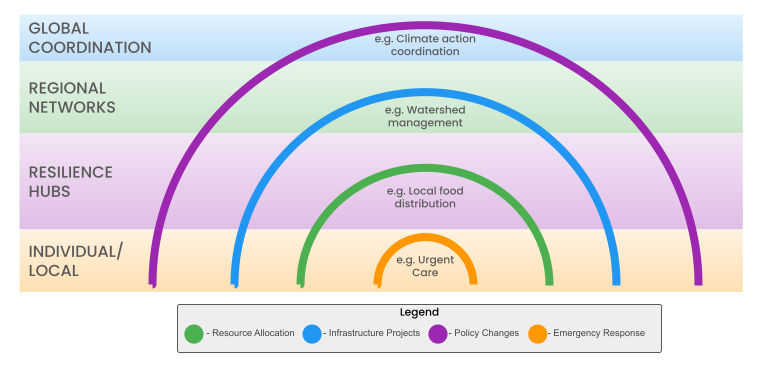 GLOBAL
COORDINATION
e.g. Climate action
coordination
REGIONAL
NETWORKS
e.g. Watershed
management
RESILIENCE
HUBS
e.g. Local food
distribution
INDIVIDUAL/
LOCAL
e.g. Urgent
Care
Legend
- Resource Allocation
- Infrastructure Projects
- Policy Changes
- Emergency Response